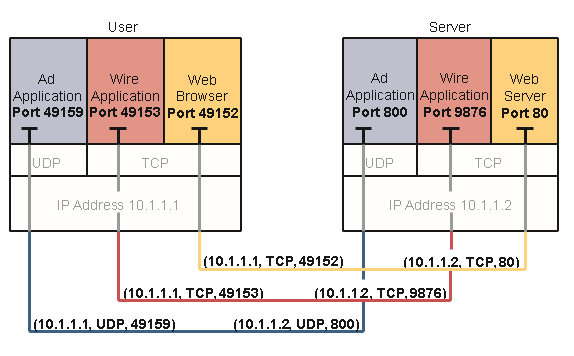 User
Server
Ad Application Port 49159
Wire Application Port 49153
Web Browser Port 49152
Ad Application Port 800
Wire Application Port 9876
Web Server Port 80
UDP
TCP
UDP
TCP
IP Address 10.1.1.1
IP Address 10.1.1.2
(10.1.1.1, TCP, 49152)
(10.1.1.2, TCP, 80)
(10.1.1.1, TCP, 49153)
(10.1.1.2, TCP, 9876)
(10.1.1.1, UDP, 49159)
(10.1.1.2, UDP, 800)